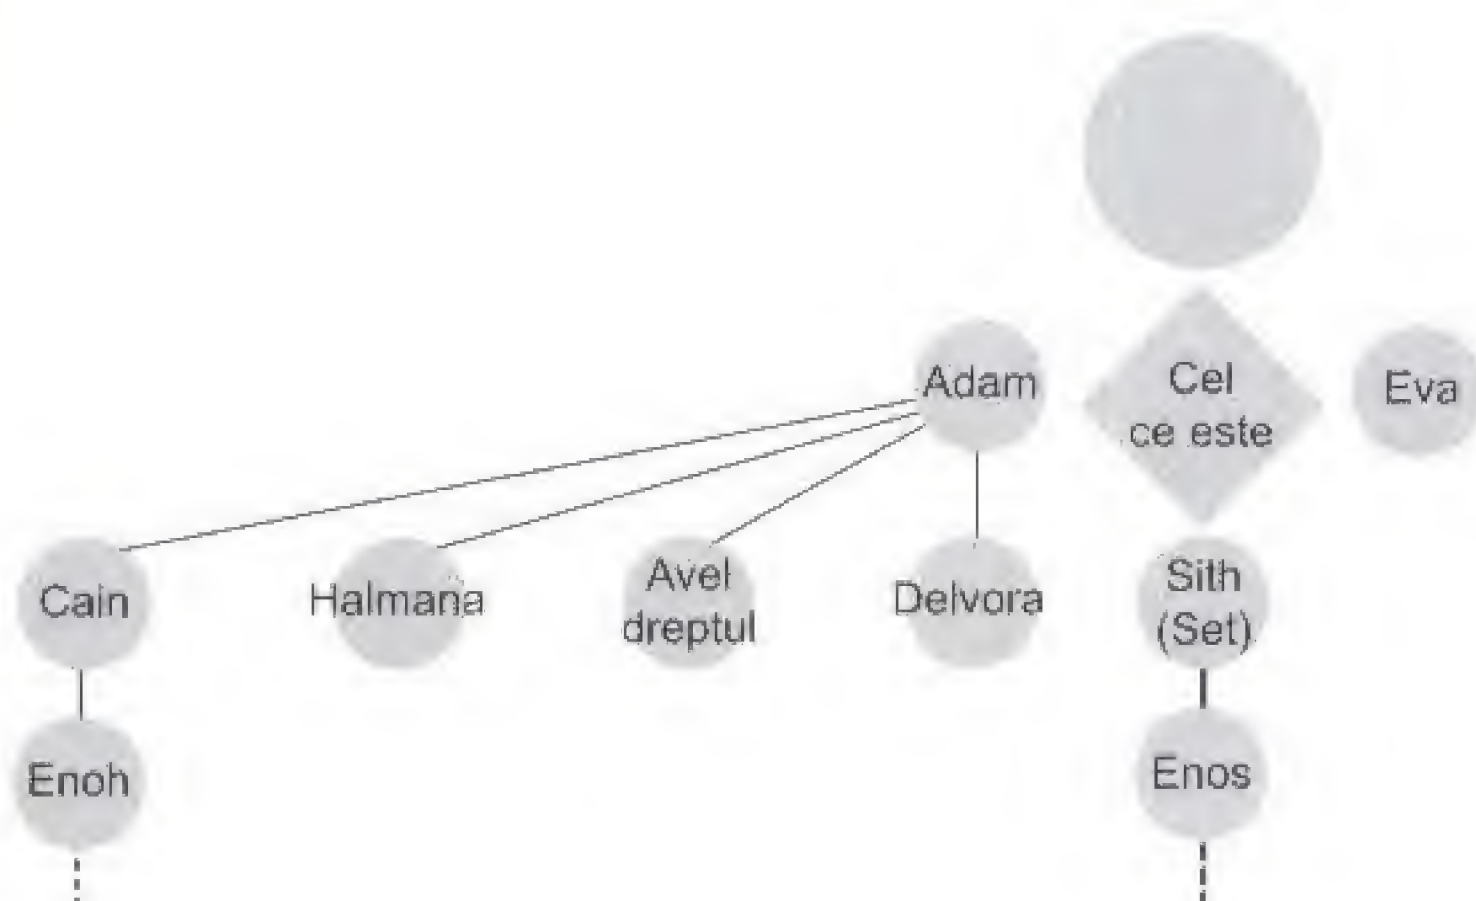 Adam
Cel
ce este
Eva
Cain
Halmana
Avel
dreptul
Delvora
Sith
(Set)
Enoh
Enos